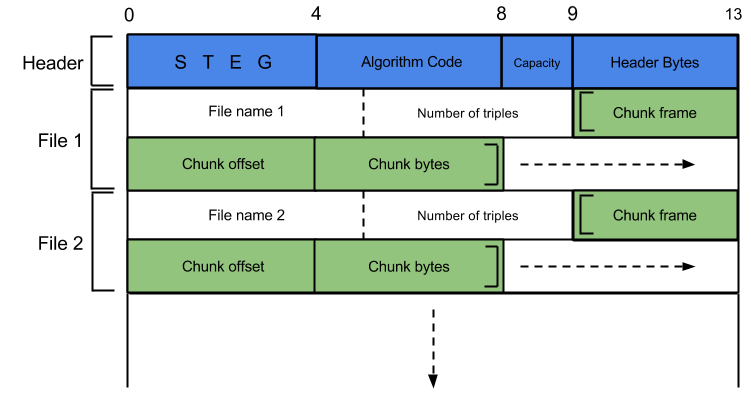 0 4 8 9 13
Header S T E G Algorithm Code Capacity Header Bytes
File 1 File name 1 Number of triples Chunk frame
Chunk offset Chunk bytes
File 2 File name 2 Number of triples Chunk frame
Chunk offset Chunk bytes